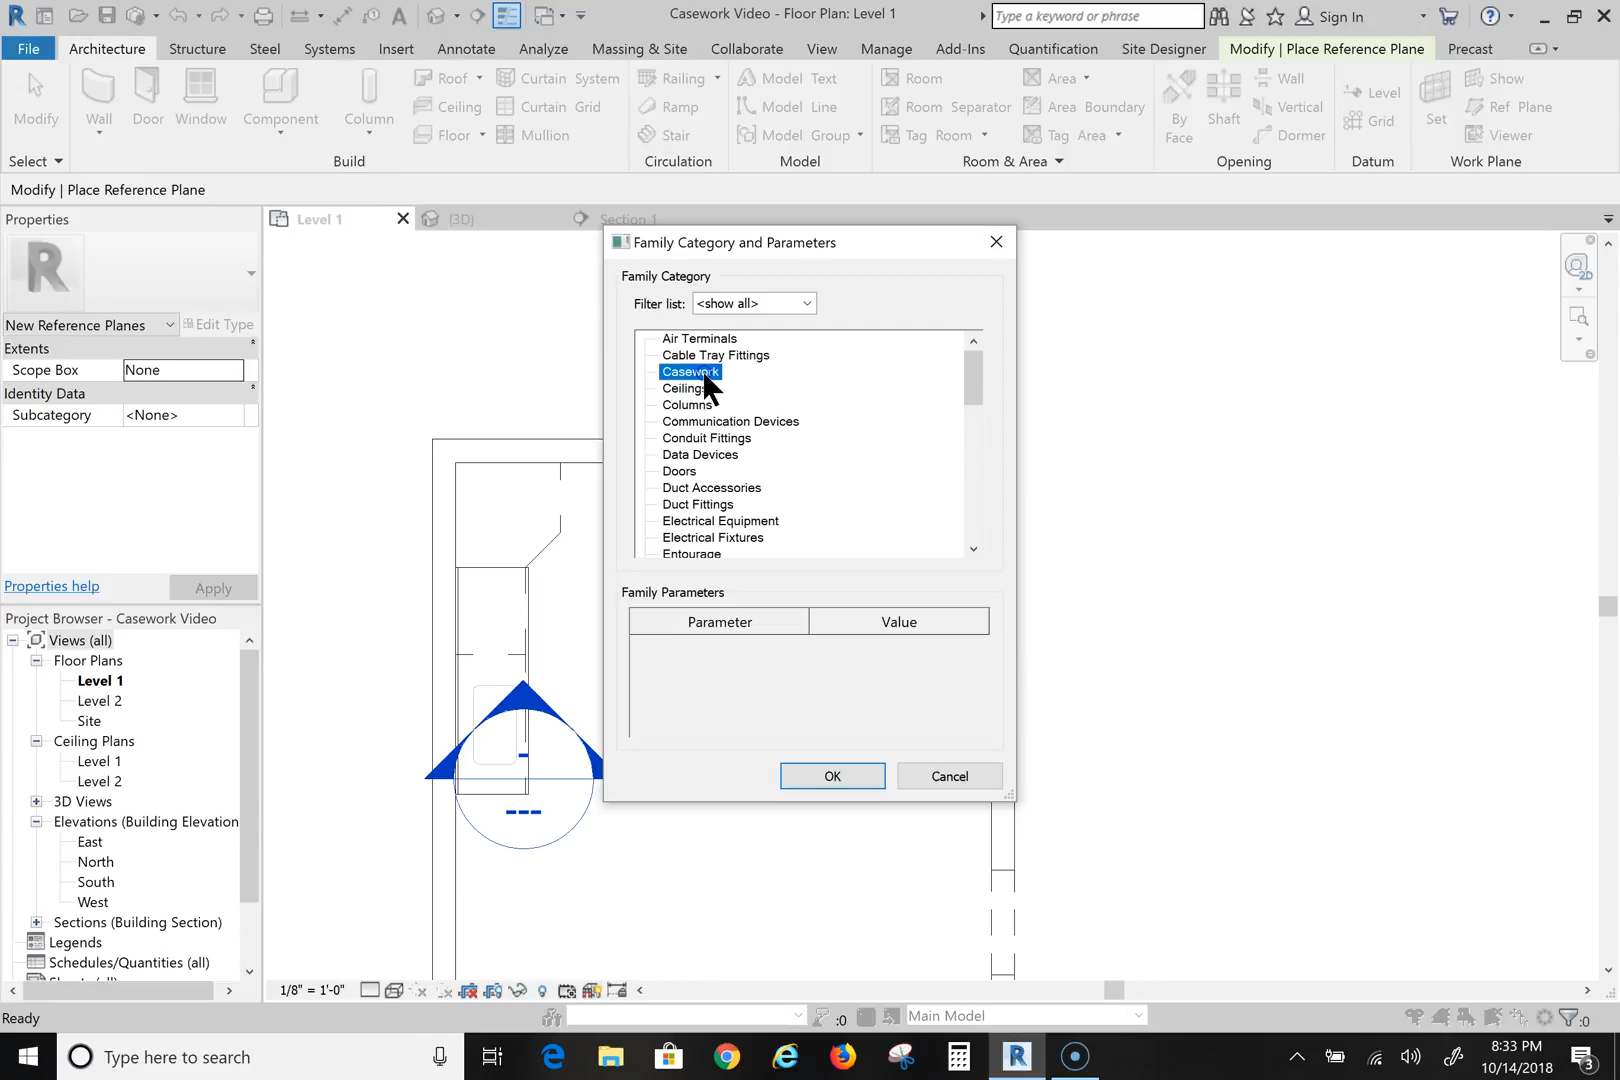 Casework Video - Floor Plan: Level 1
Type a keyword or phrase
Sign In
File Architecture Structure Steel Systems Insert Annotate Analyze Massing & Site Collaborate View Manage Add-Ins Quantification Site Designer Modify | Place Reference Plane Precast
Modify Wall Door Window Component Column
Roof Curtain System
Ceiling Curtain Grid
Floor Mullion
Railing
Ramp
Stair
Model Text
Model Line
Model Group
Room Area
Room Separator Area Boundary
Tag Room Tag Area
By Face Shaft
Wall
Vertical
Dormer
Level
Grid
Set
Show
Ref Plane
Viewer
Select Build Circulation Model Room & Area Opening Datum Work Plane
Modify | Place Reference Plane
Properties
Level 1 (3D) Section 1
New Reference Planes Edit Type
Extents
Scope Box None
Identity Data
Subcategory <None>
Properties help Apply
Project Browser - Casework Video
Views (all)
Floor Plans
Level 1
Level 2
Site
Ceiling Plans
Level 1
Level 2
3D Views
Elevations (Building Elevation
East
North
South
West
Sections (Building Section)
Legends
Schedules/Quantities (all)
Family Category and Parameters
Family Category
Filter list: <show all>
Air Terminals
Cable Tray Fittings
Casework
Ceilings
Columns
Communication Devices
Conduit Fittings
Data Devices
Doors
Duct Accessories
Duct Fittings
Electrical Equipment
Electrical Fixtures
Entourage
Family Parameters
Parameter Value
OK Cancel
2D
1/8" = 1'-0"
Ready :0 Main Model :0
Type here to search
8:33 PM
10/14/2018
3